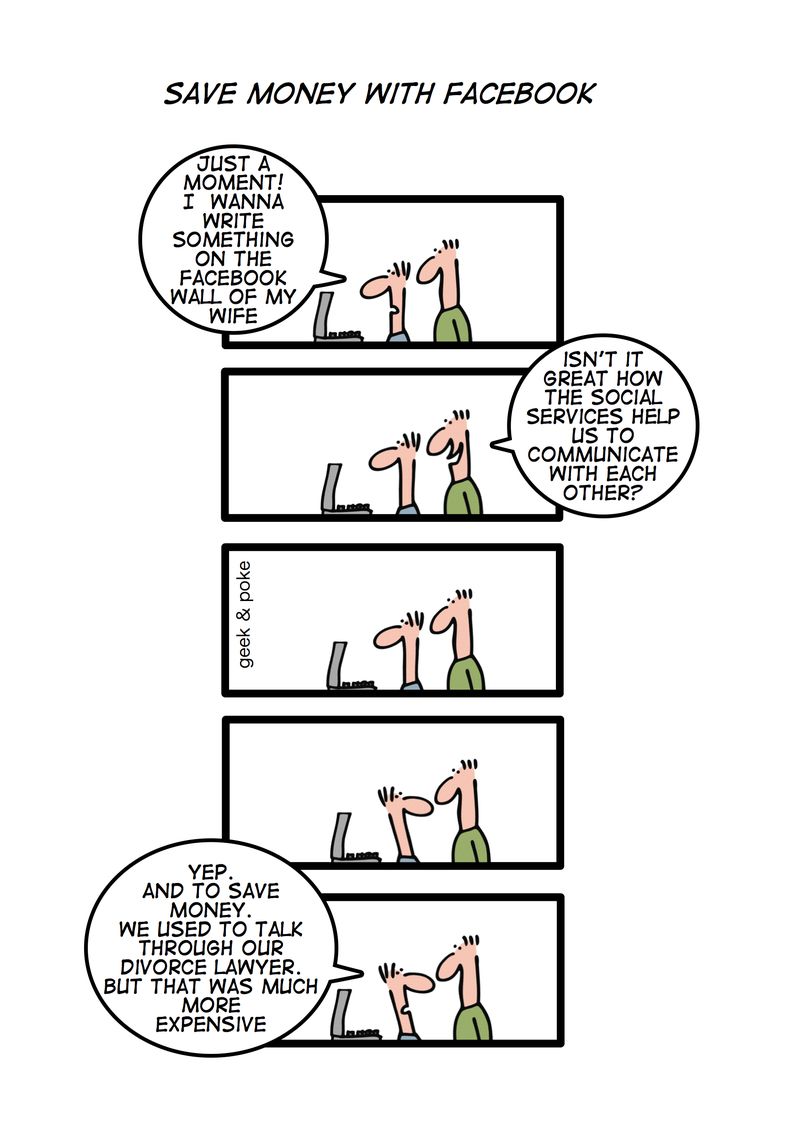 SAVE MONEY WITH FACEBOOK
JUST A
MOMENT!
I WANNA
WRITE
SOMETHING
ON THE
FACEBOOK
WALL OF MY
WIFE
ISN'T IT
GREAT HOW
THE SOCIAL
SERVICES HELP
US TO
COMMUNICATE
WITH EACH
OTHER?
geek & poke
YEP.
AND TO SAVE
MONEY.
WE USED TO TALK
THROUGH OUR
DIVORCE LAWYER.
BUT THAT WAS MUCH
MORE
EXPENSIVE